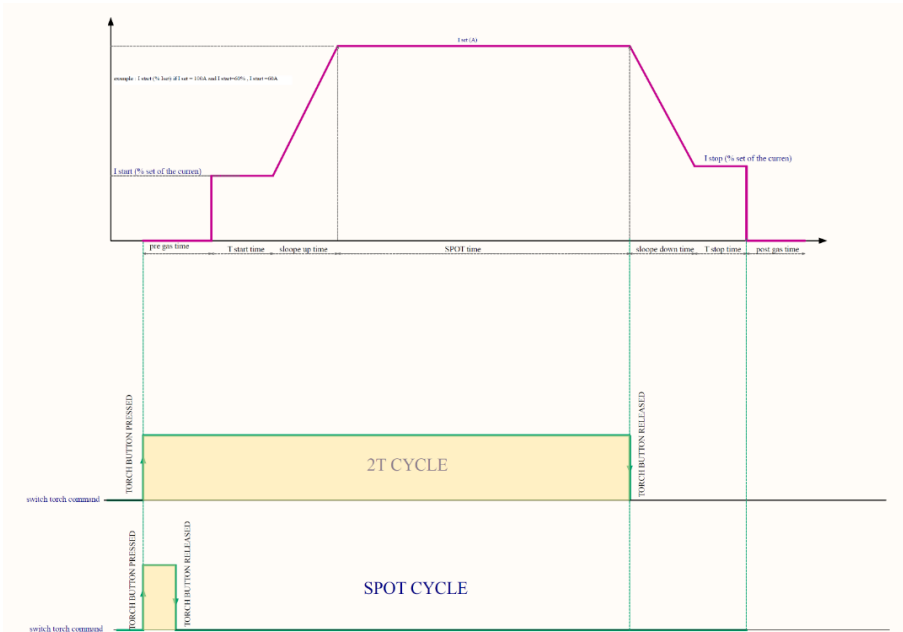 I set (A)
example : I start (% Iset) if I set = 100A and I start=60% , I start =60A
I start (% set of the curren)
I stop (% set of the curren)
pre gas time
T start time
sloope up time
SPOT time
sloope down time
T stop time
post gas time
TORCH BUTTON PRESSED
2T CYCLE
TORCH BUTTON RELEASED
switch torch command
TORCH BUTTON PRESSED
TORCH BUTTON RELEASED
SPOT CYCLE
switch torch command